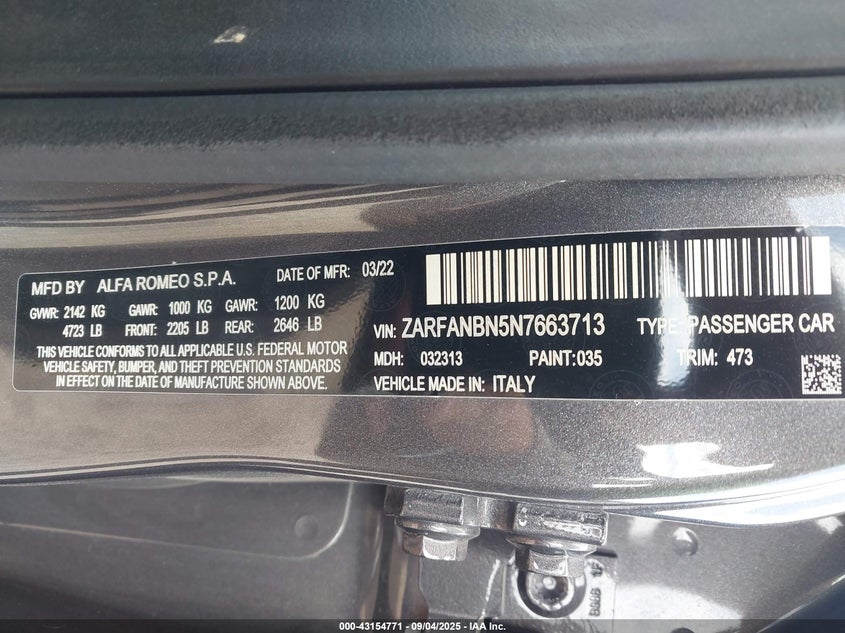 MFD BY ALFA ROMEO S.P.A. DATE OF MFR: 03/22
GVWR: 2142 KG GAWR: 1000 KG GAWR: 1200 KG
4723 LB FRONT: 2205 LB REAR: 2646 LB
THIS VEHICLE CONFORMS TO ALL APPLICABLE U.S. FEDERAL MOTOR
VEHICLE SAFETY, BUMPER, AND THEFT PREVENTION STANDARDS
IN EFFECT ON THE DATE OF MANUFACTURE SHOWN ABOVE.
VIN: ZARFANBN5N7663713 TYPE: PASSENGER CAR
MDH: 032313 PAINT: 035 TRIM: 473
VEHICLE MADE IN: ITALY
000-43154771 - 09/04/2025 - IAA Inc.